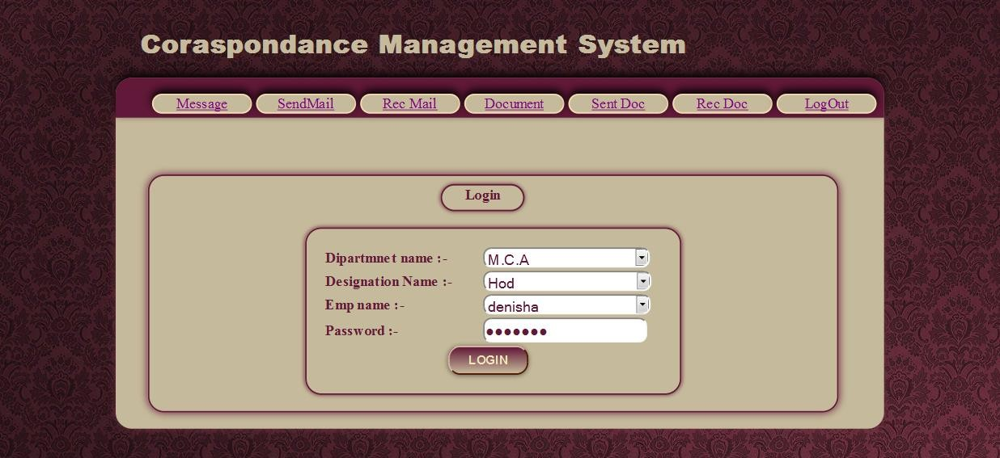 Coraspondance Management System
Message SendMail Rec Mail Document Sent Doc Rec Doc LogOut
Login
Dipartmnet name :- M.C.A
Designation Name :- Hod
Emp name :- denisha
Password :- ●●●●●●●
LOGIN